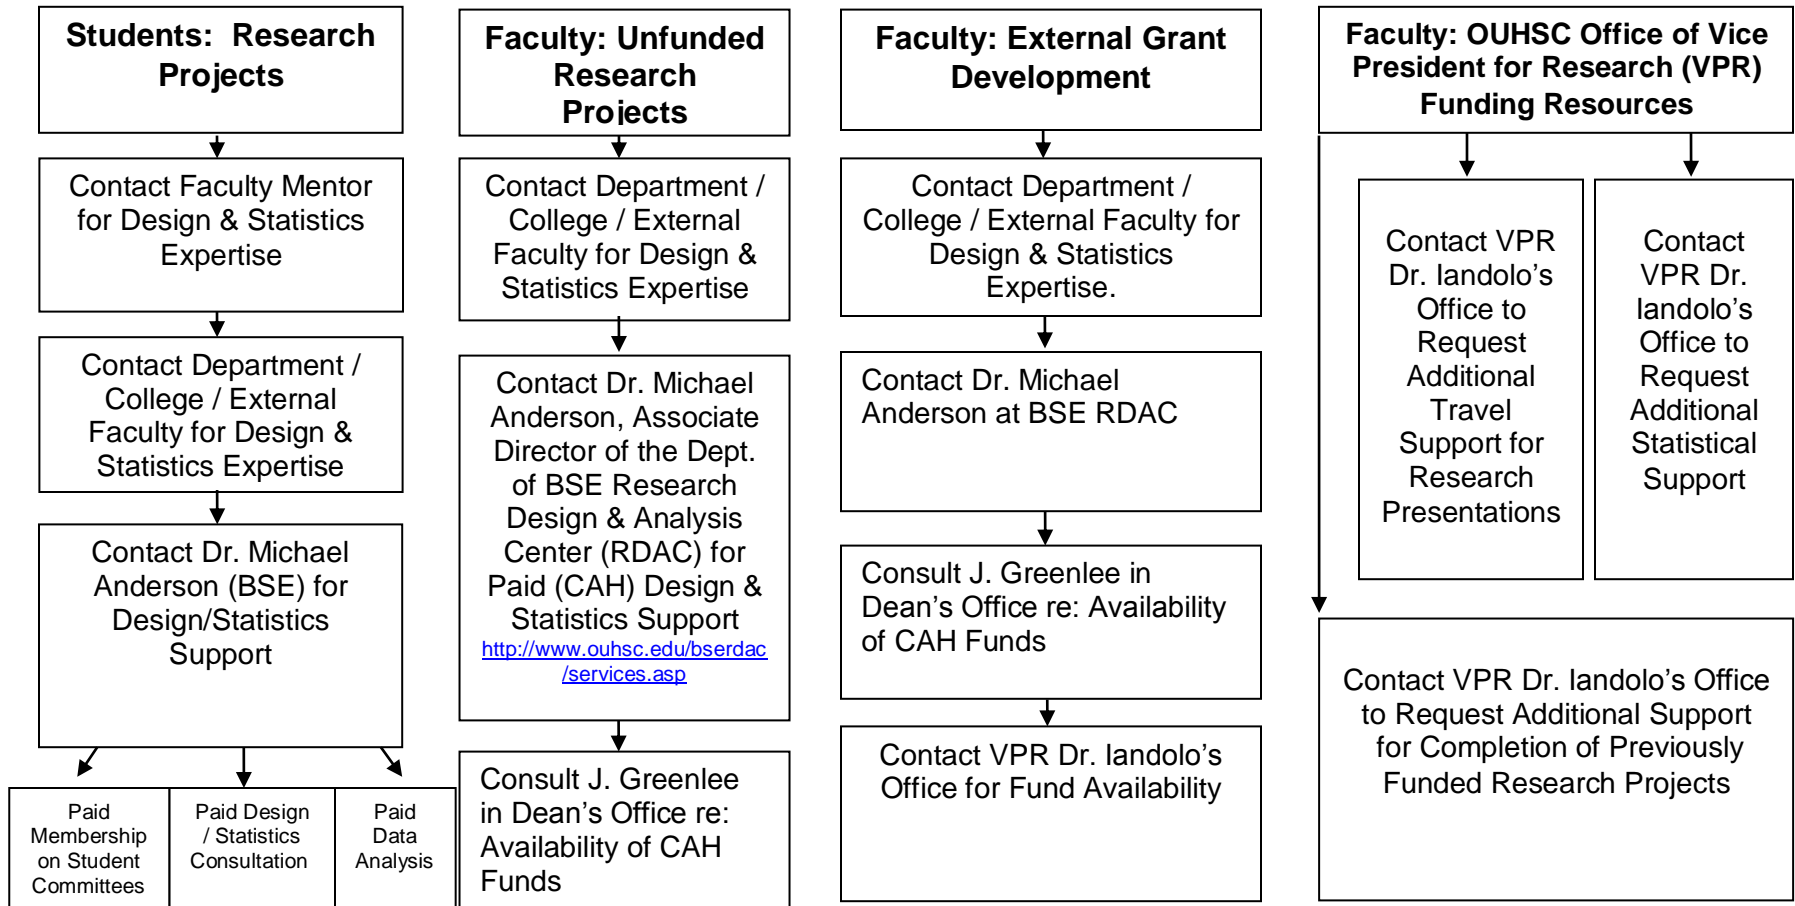 Students: Research
Projects
Contact Faculty Mentor
for Design & Statistics
Expertise
Contact Department /
College / External
Faculty for Design &
Statistics Expertise
Contact Dr. Michael
Anderson (BSE) for
Design/Statistics
Support
Paid
Membership
on Student
Committees
Paid Design
/ Statistics
Consultation
Paid
Data
Analysis
Faculty: Unfunded
Research
Projects
Contact Department /
College / External
Faculty for Design &
Statistics Expertise
Contact Dr. Michael
Anderson, Associate
Director of the Dept.
of BSE Research
Design & Analysis
Center (RDAC) for
Paid (CAH) Design &
Statistics Support
http://www.ouhsc.edu/bserdac
/services.asp
Consult J. Greenlee
in Dean’s Office re:
Availability of CAH
Funds
Faculty: External Grant
Development
Contact Department /
College / External Faculty for
Design & Statistics
Expertise.
Contact Dr. Michael
Anderson at BSE RDAC
Consult J. Greenlee in
Dean’s Office re: Availability
of CAH Funds
Contact VPR Dr. Iandolo’s
Office for Fund Availability
Faculty: OUHSC Office of Vice
President for Research (VPR)
Funding Resources
Contact VPR
Dr. Iandolo’s
Office to
Request
Additional
Travel
Support for
Research
Presentations
Contact
VPR Dr.
Iandolo’s
Office to
Request
Additional
Statistical
Support
Contact VPR Dr. Iandolo’s Office
to Request Additional Support
for Completion of Previously
Funded Research Projects